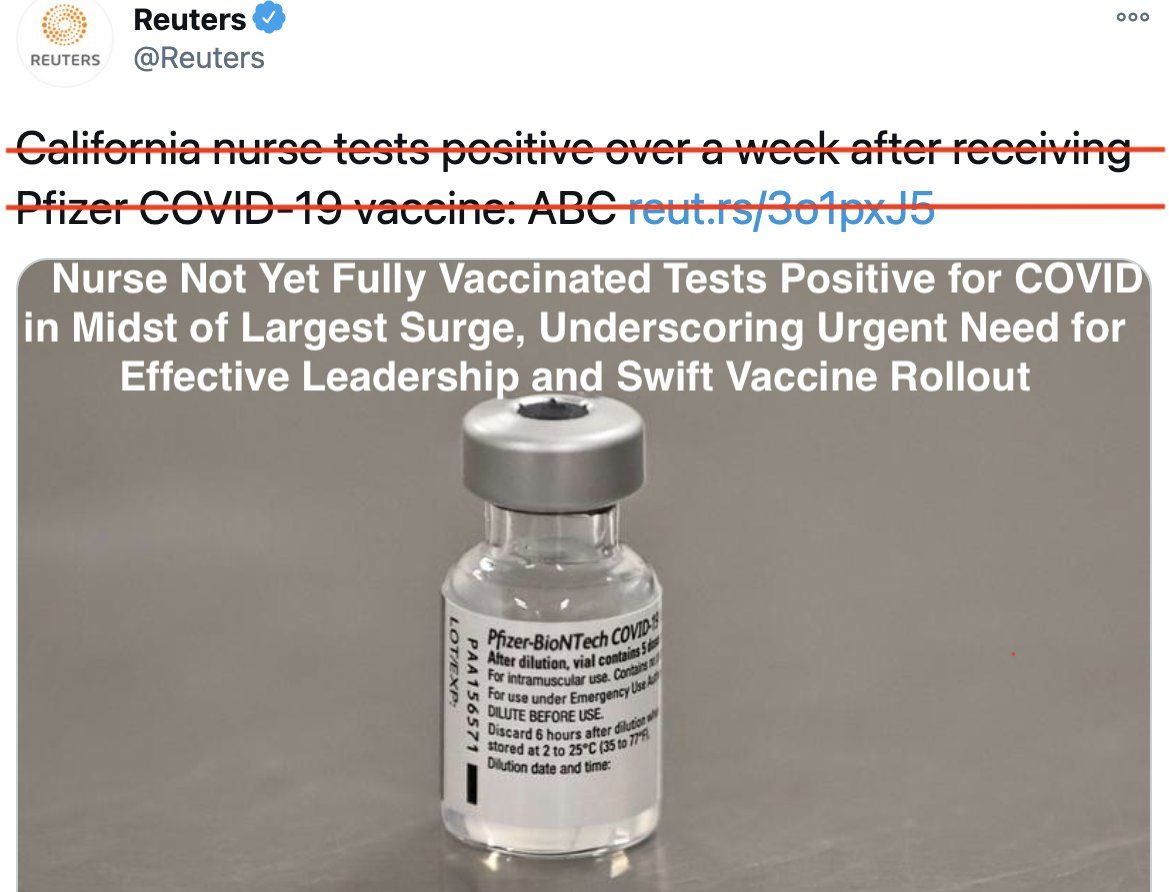 Reuters
REUTERS
@Reuters
California nurse tests positive over a week after receiving
Pfizer COVID-19 vaccine: ABC reut.rs/3o1pxJ5
Nurse Not Yet Fully Vaccinated Tests Positive for COVID
in Midst of Largest Surge, Underscoring Urgent Need for
Effective Leadership and Swift Vaccine Rollout
LOT/EXP:
PAA156571
Pfizer-BioNTech COVID-19
After dilution, vial contains 5
For intramuscular use. Contains
For use under Emergency Use
DILUTE BEFORE USE.
Discard 6 hours after dilution
stored at 2 to 25°C (35 to 77°F).
Dilution date and time: